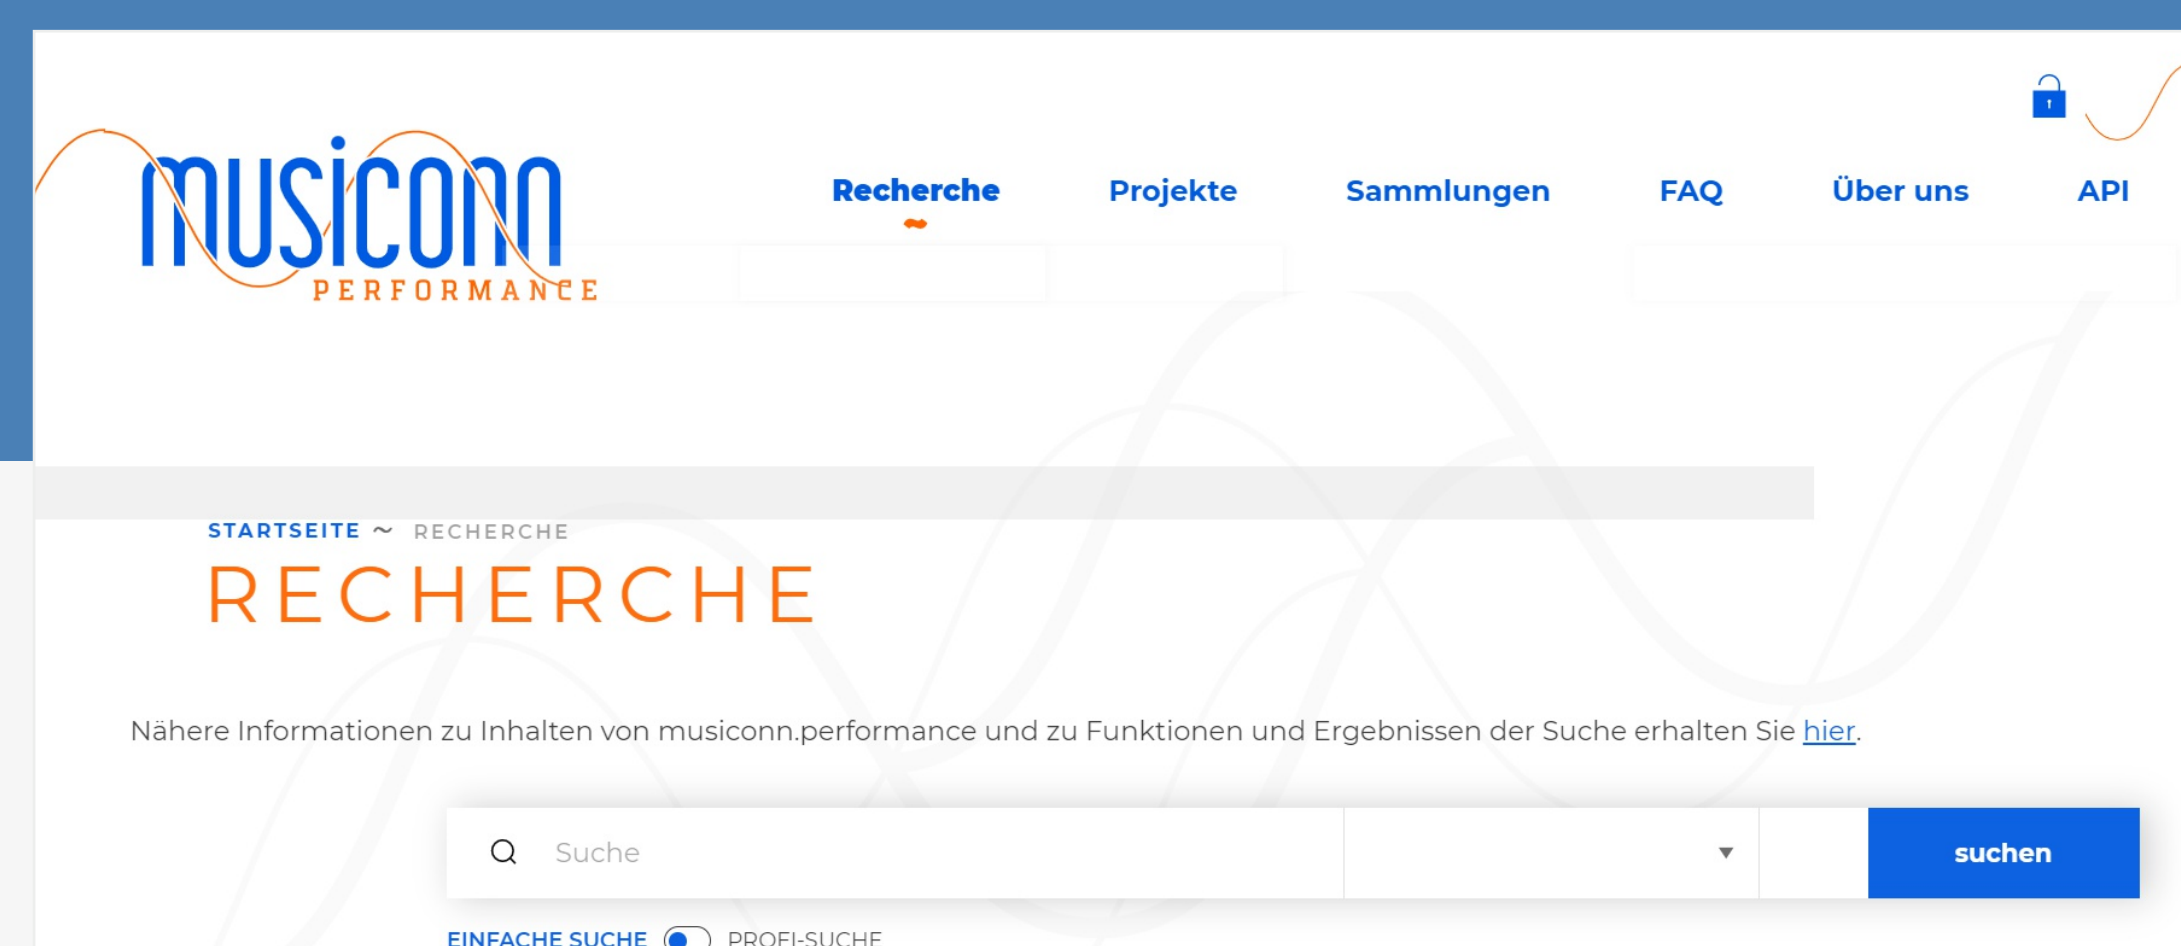 musiconn
PERFORMANCE
Recherche Projekte Sammlungen FAQ Über uns API
STARTSEITE ~ RECHERCHE
RECHERCHE
Nähere Informationen zu Inhalten von musiconn.performance und zu Funktionen und Ergebnissen der Suche erhalten Sie hier.
Suche suchen
EINFACHE SUCHE PROFI-SUCHE